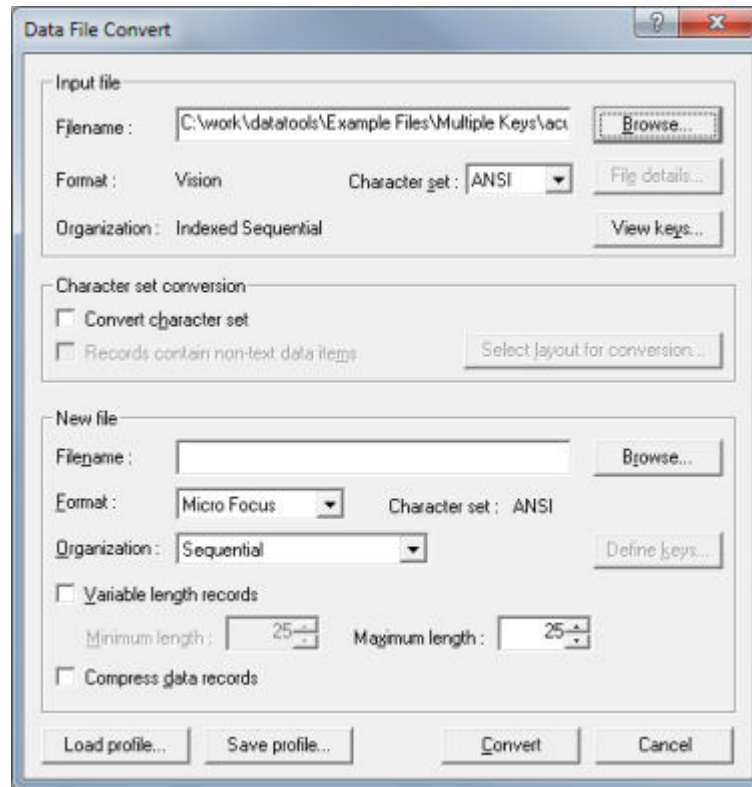 Data File Convert
Input file
Filename : C:\work\datatools\Example Files\Multiple Keys\acu Browse...
Format : Vision Character set : ANSI File details...
Organization : Indexed Sequential View keys...
Character set conversion
Convert character set
Records contain non-text data items Select layout for conversion...
New file
Filename : Browse...
Format : Micro Focus Character set : ANSI
Organization : Sequential Define keys...
Variable length records
Minimum length : 25 Maximum length : 25
Compress data records
Load profile... Save profile... Convert Cancel